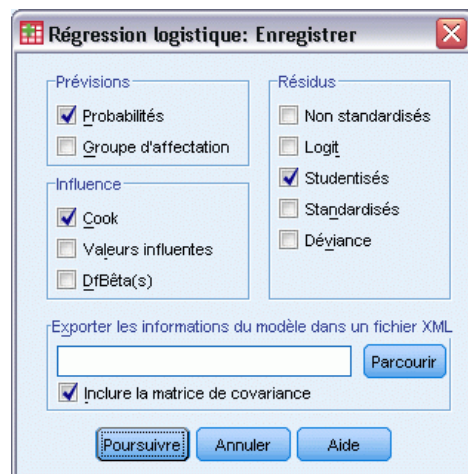 Régression logistique: Enregistrer
Prévisions
Probabilités
Groupe d'affectation
Influence
Cook
Valeurs influentes
DfBêta(s)
Résidus
Non standardisés
Logit
Studentisés
Standardisés
Déviance
Exporter les informations du modèle dans un fichier XML
Parcourir
Inclure la matrice de covariance
Poursuivre Annuler Aide